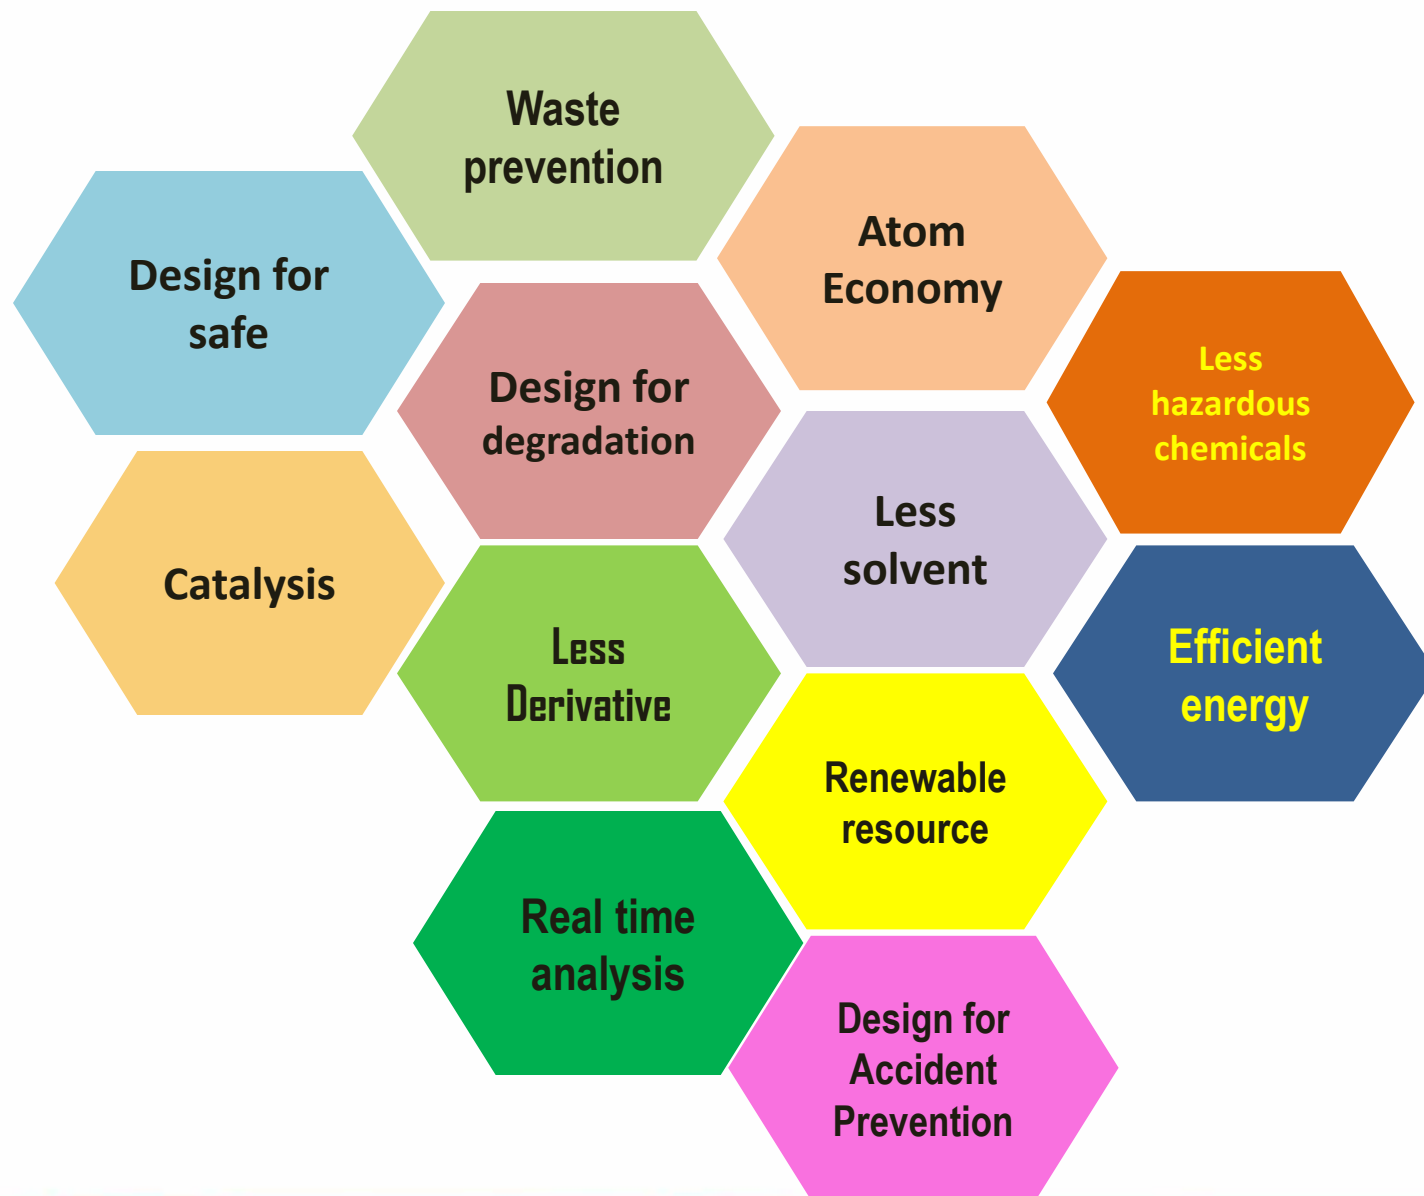 Waste
prevention
Atom
Economy
Design for
safe
Design for
degradation
Less
hazardous
chemicals
Less
solvent
Catalysis
Less
Derivative
Efficient
energy
Renewable
resource
Real time
analysis
Design for
Accident
Prevention